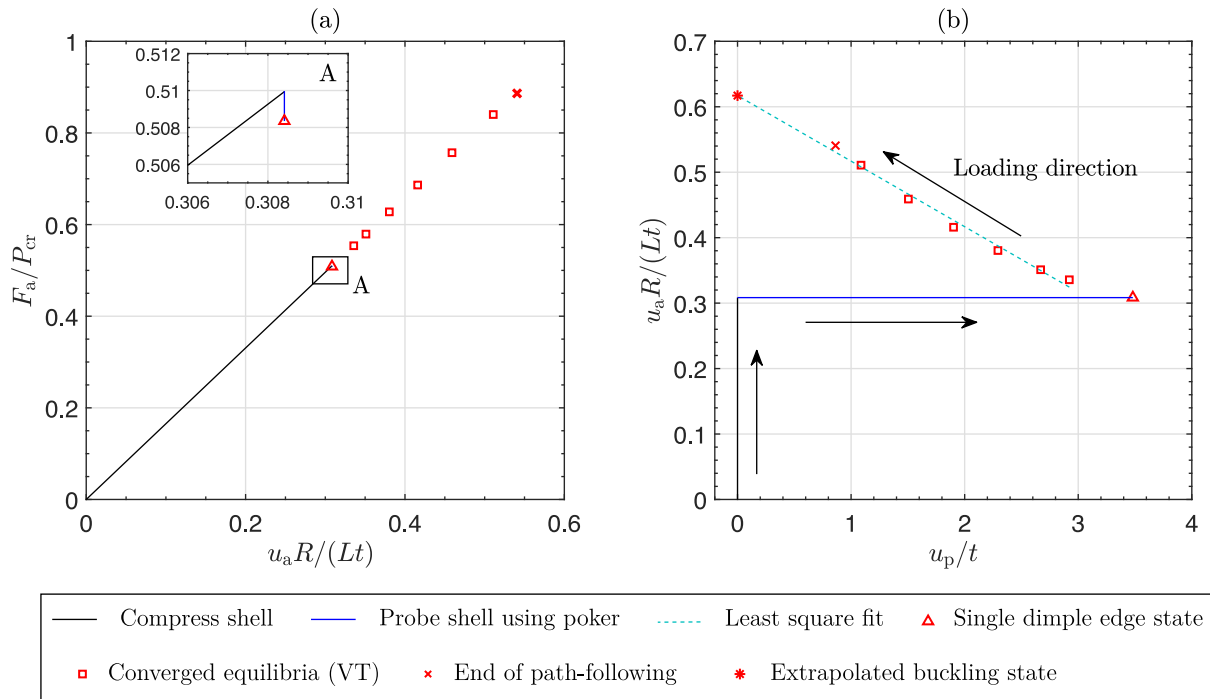 (a)
1
0.8
0.6
0.4
0.2
0
0.512
0.51
0.508
0.506
0.306
0.308
0.31
A
A
0
0.2
0.4
0.6
F_a/P_cr
u_aR/(Lt)
(b)
0.7
0.6
0.5
0.4
0.3
0.2
0.1
0
Loading direction
0
1
2
3
4
u_aR/(Lt)
u_p/t
Compress shell
Probe shell using poker
Least square fit
Single dimple edge state
Converged equilibria (VT)
End of path-following
Extrapolated buckling state